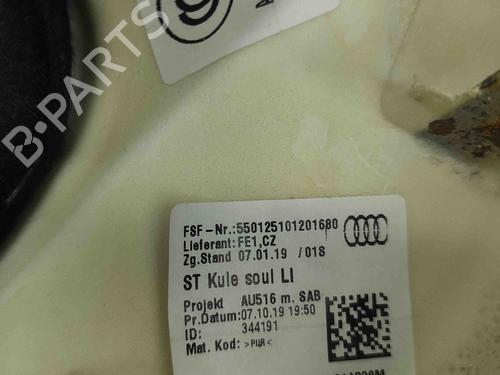 FSF-Nr.:550125101201680
Lieferant:FE1,CZ
Zg.Stand 07.01.19 /01S
ST Kule soul LI
Projekt AU516 m. SAB
Pr.Datum:07.10.19 19:50
ID: 344191
Mat. Kod: >PUR<